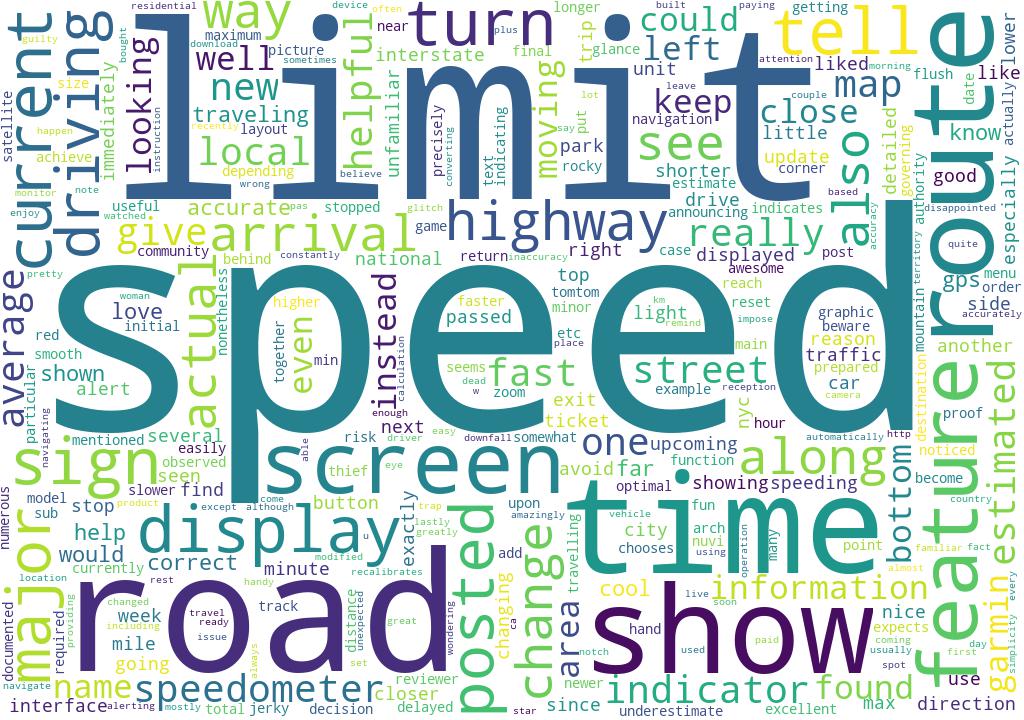 speed
limit
road
time
show
screen
route
feature
display
turn
highway
sign
current
driving
major
posted
change
along
arrival
actual
average
speedometer
indicator
information
estimated
garmin
street
fast
one
tell
see
also
really
local
give
way
new
well
looking
helpful
moving
could
left
keep
close
map
instead
even
found
area
name
bottom
direction
interface
accurate
traveling
love
shown
alert
several
help
would
correct
minute
exactly
city
cool
nice
far
upcoming
showing
speeding
avoid
exit
ticket
next
light
traffic
reason
car
gps
side
know
like
good
especially
another
lower
actually
detailed
update
little
liked
unit
navigation
park
rocky
shorter
estimate
drive
announcing
indicates
displayed
awesome
right
national
community
behind
interstate
unfamiliar
immediately
precisely
converting
text
indicating
layout
depending
wrong
picture
maximum
residential
device
often
near
longer
final
trip
glance
put
lot
say
leave
couple
attention
paying
built
getting
morning
corner
flush
date
governing
authority
territory
mountain
destination
disappointed
quite
menu
order
accurately
proof
noticed
become
country
familiar
fact
almost
expects
coming
usually
spot
excellent
max
underestimate
since
newer
notch
hand
used
paid
live
soon
using
many
operation
point
vehicle
arch
nuvi
chooses
fun
optimal
function
travelling
add
changing
upon
amazingly
lastly
greatly
trap
closer
reviewer
delayed
star
ca
wondering
decision
jerky
total
mostly
alerting
navigate
documented
required
providing
location
currently
sub
model
stop
slower
find
product
except
although
come
able
button
thief
risk
driver
easy
downfall
somewhat
seen
observed
easily
mentioned
navigating
particular
smooth
red
initial
woman
pretty
enjoy
monitor
note
watched
useful
stopped
opas
glitch
believe
game
return
inaccuracy
case
constantly
top
tomtom
minor
etc
place
reach
reset
impose
main
km
remind
graphic
beware
prepared
camera
example
reception
nyc
hour
automatically
http
passed
faster
seems
zoom
dead
w
enough
calculation
min
together
higher
nonetheless
post
based
accuracy
satellite
guilty
size
achieve
happen
bought
download
sometimes
plus
recently
instruction
numerous
week
mile
going
changed
including
rest
handy
travel
ready
issue
track
always
set
great
distance
unexpected
recalibrates
modified
u
eye
use
first
day
every
simplicity